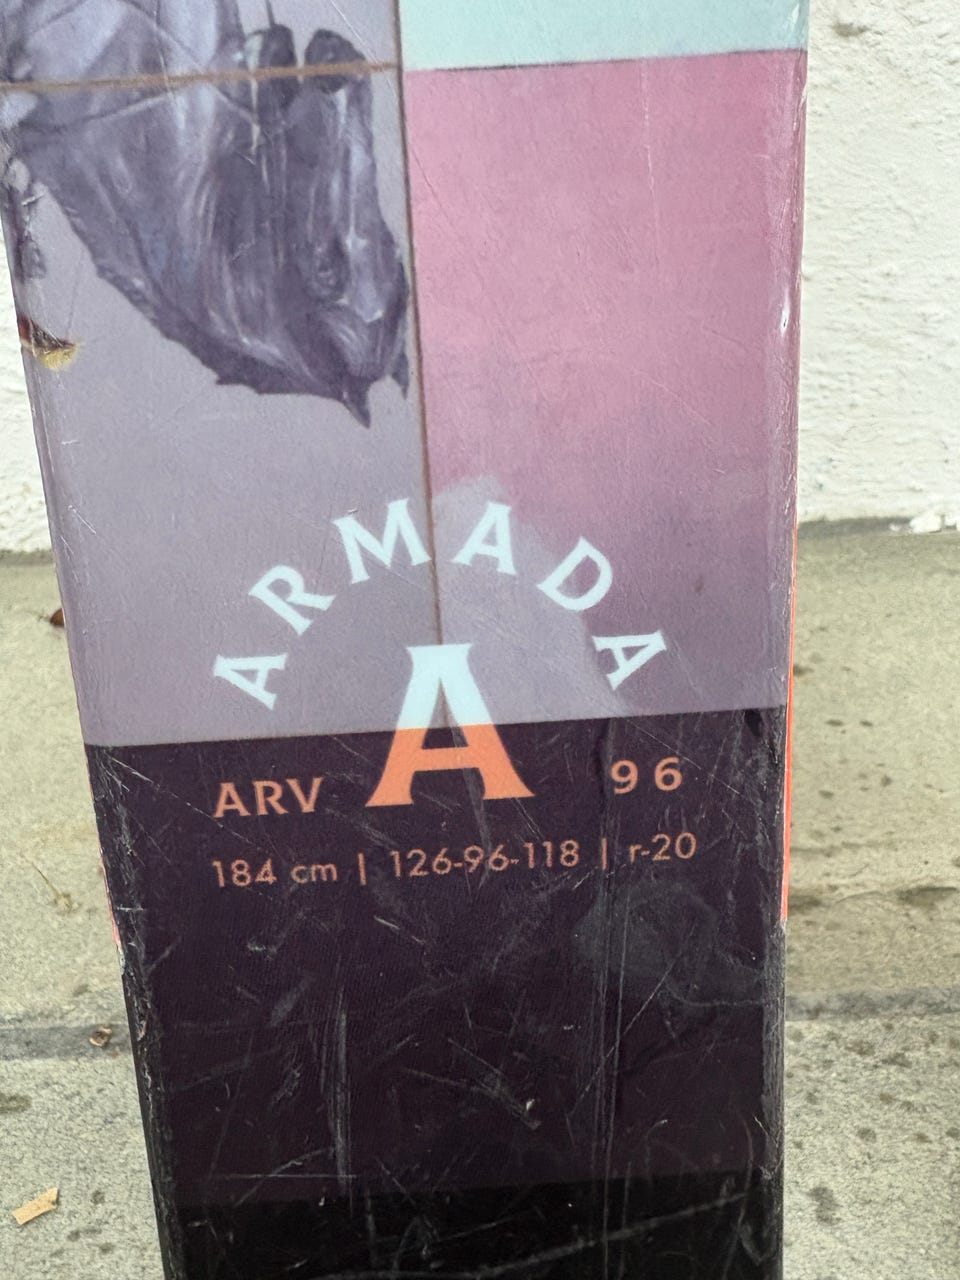 ARMADA
A
ARV 96
184 cm | 126-96-118 | r-20